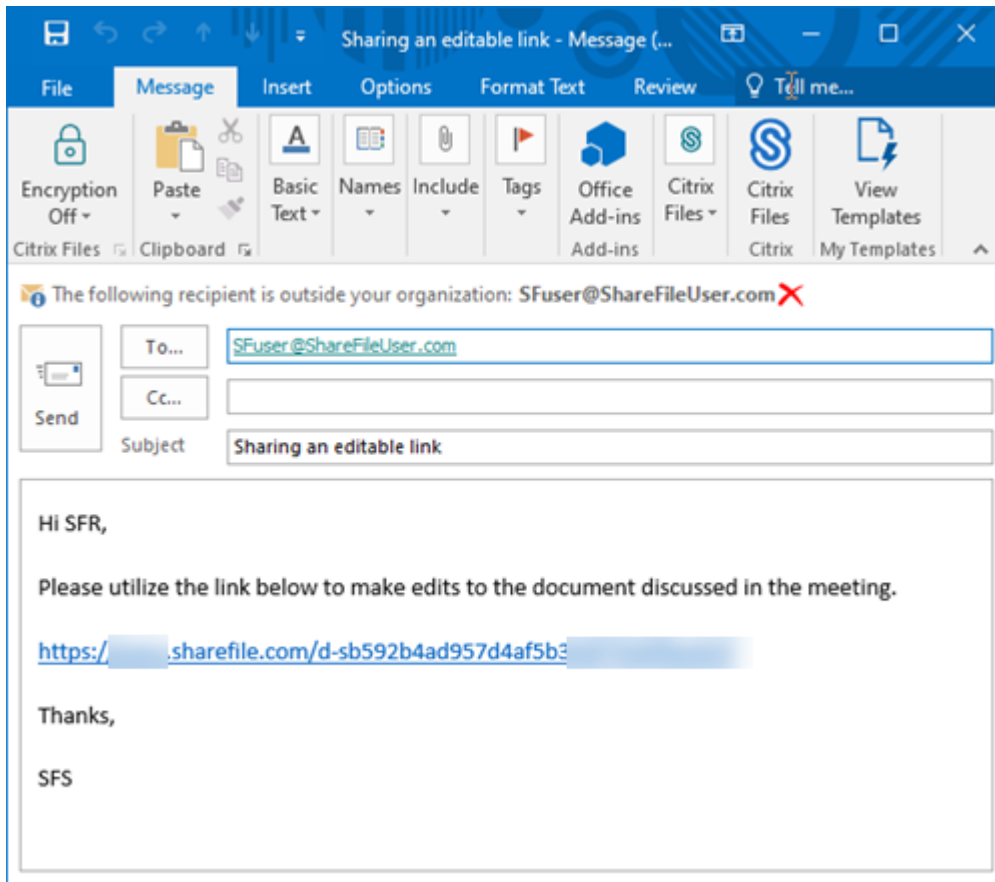 Sharing an editable link - Message (...
File Message Insert Options Format Text Review Tell me...
Encryption Off Paste Basic Text Names Include Tags Office Add-ins Citrix Files Citrix Files View Templates
Citrix Files Clipboard Add-ins Citrix My Templates
The following recipient is outside your organization: SFuser@ShareFileUser.com
To... SFuser@ShareFileUser.com
Cc...
Send
Subject Sharing an editable link
Hi SFR,
Please utilize the link below to make edits to the document discussed in the meeting.
https:/ .sharefile.com/d-sb592b4ad957d4af5b3
Thanks,
SFS